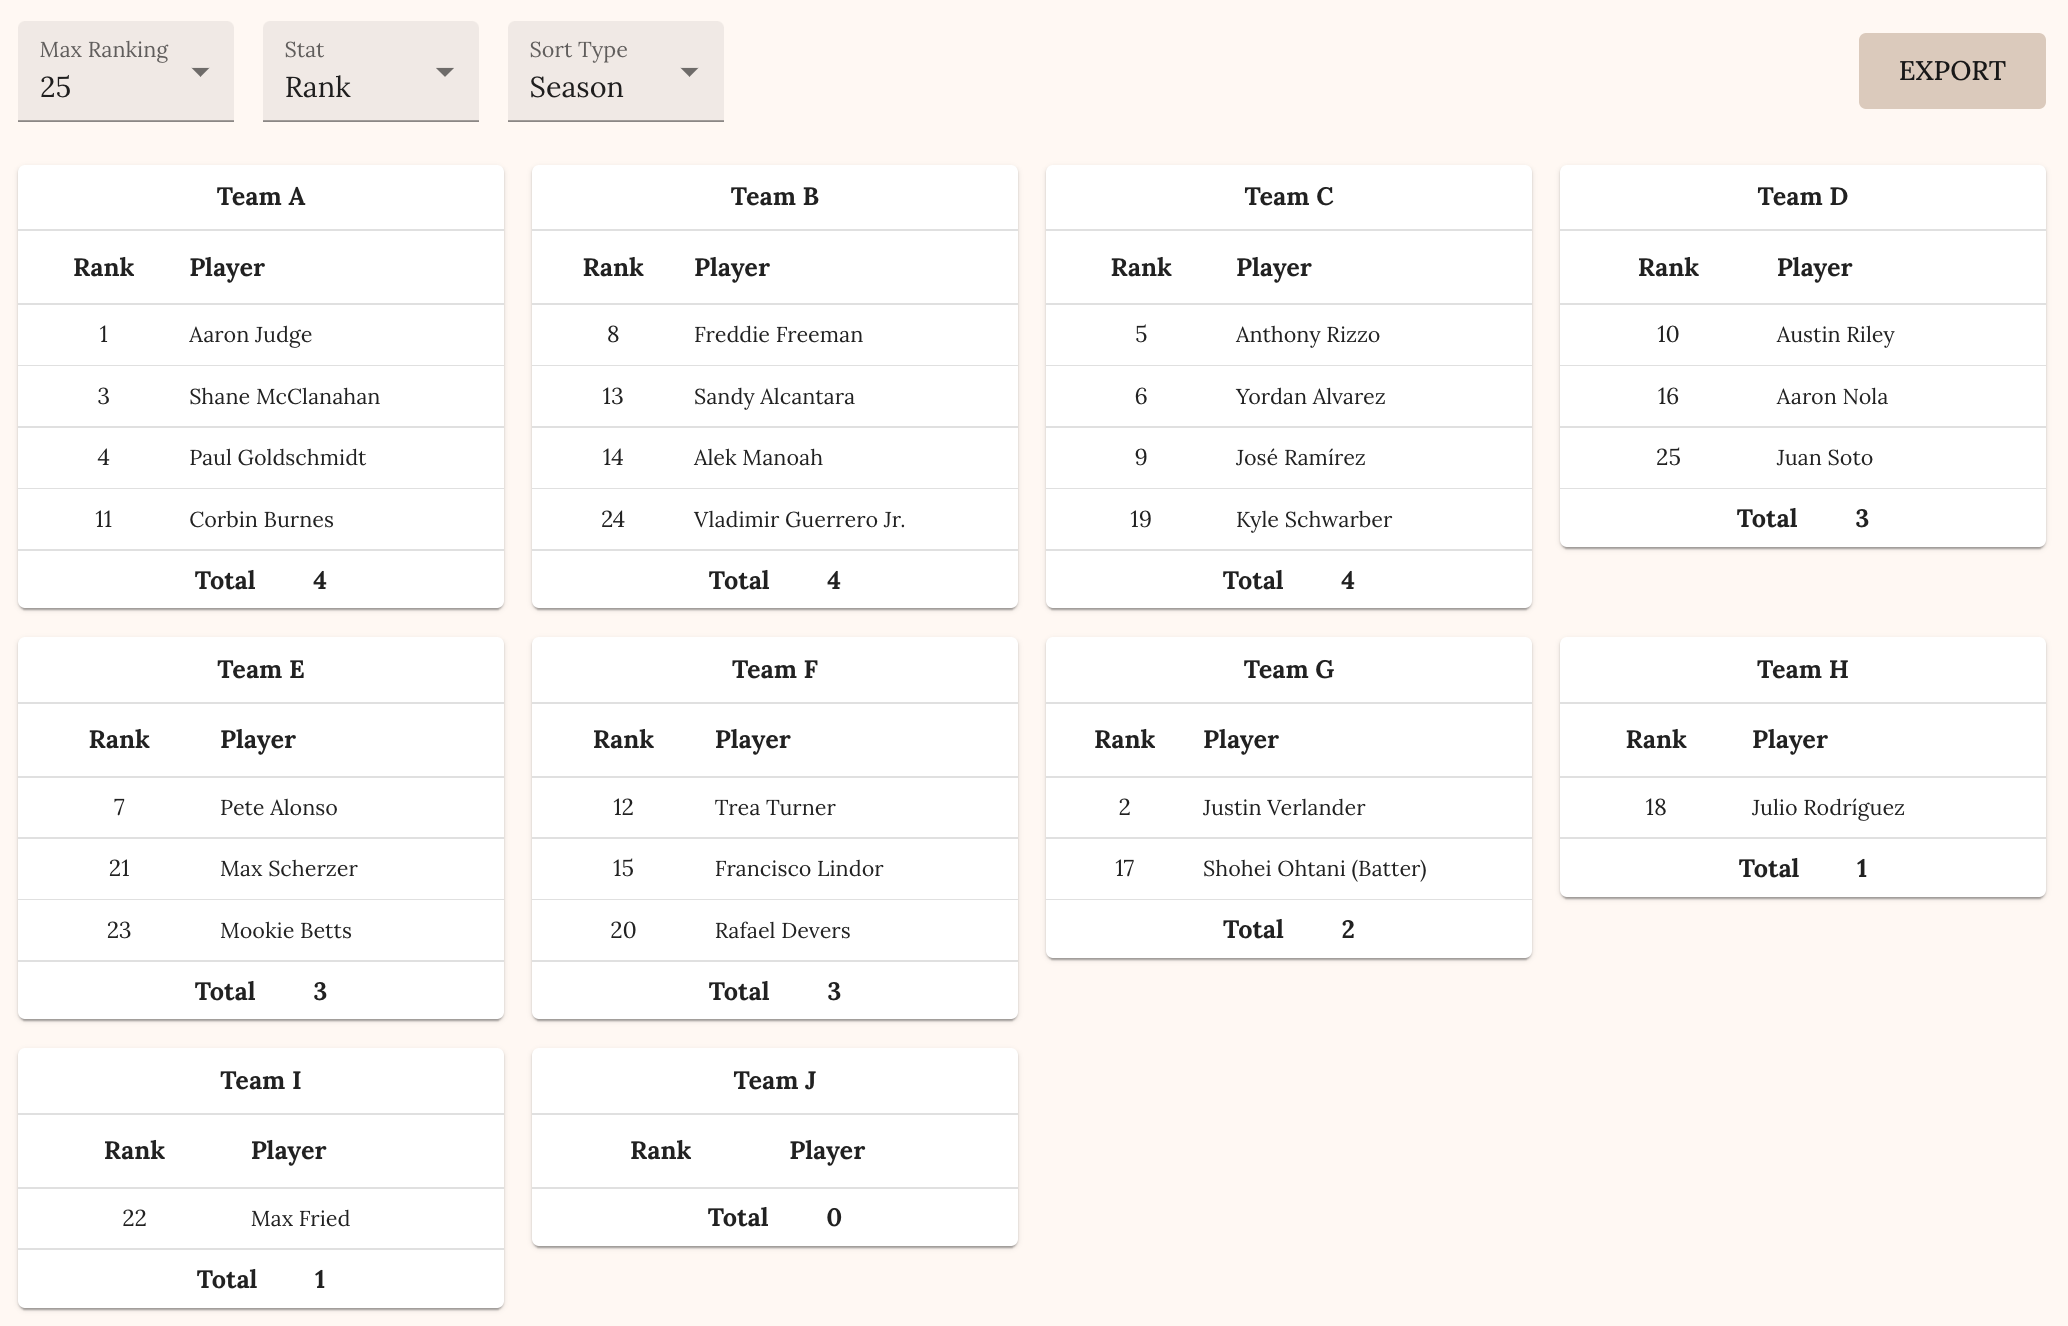 Max Ranking
25
Stat
Rank
Sort Type
Season
EXPORT
Team A
Rank Player
1 Aaron Judge
3 Shane McClanahan
4 Paul Goldschmidt
11 Corbin Burnes
Total 4
Team B
Rank Player
8 Freddie Freeman
13 Sandy Alcantara
14 Alek Manoah
24 Vladimir Guerrero Jr.
Total 4
Team C
Rank Player
5 Anthony Rizzo
6 Yordan Alvarez
9 José Ramírez
19 Kyle Schwarber
Total 4
Team D
Rank Player
10 Austin Riley
16 Aaron Nola
25 Juan Soto
Total 3
Team E
Rank Player
7 Pete Alonso
21 Max Scherzer
23 Mookie Betts
Total 3
Team F
Rank Player
12 Trea Turner
15 Francisco Lindor
20 Rafael Devers
Total 3
Team G
Rank Player
2 Justin Verlander
17 Shohei Ohtani (Batter)
Total 2
Team H
Rank Player
18 Julio Rodríguez
Total 1
Team I
Rank Player
22 Max Fried
Total 1
Team J
Rank Player
Total 0